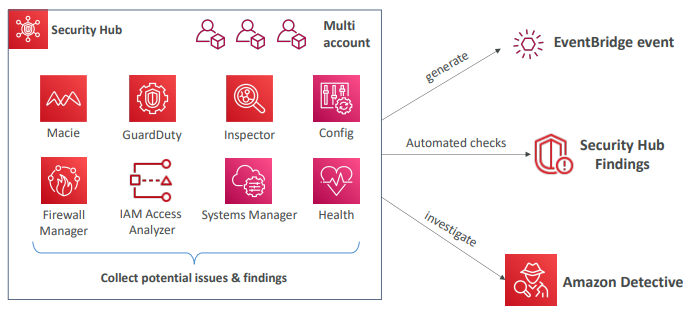 Security Hub
Multi
account
Macie
GuardDuty
Inspector
Config
Firewall
Manager
IAM Access
Analyzer
Systems Manager
Health
Collect potential issues & findings
generate
EventBridge event
Automated checks
Security Hub
Findings
investigate
Amazon Detective